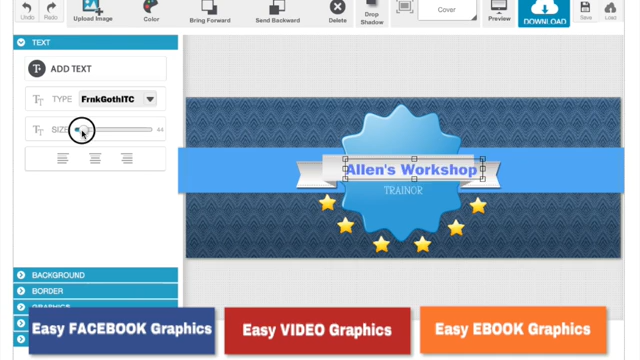 Undo
Redo
Upload Image
Color
Bring Forward
Send Backward
Delete
Drop
Shadow
Cover
Preview
DOWNLOAD
Save
Load
TEXT
ADD TEXT
TYPE FrnkGothITC
SIZE 44
Allen's Workshop
TRAINOR
BACKGROUND
BORDER
GRAPHICS
Easy FACEBOOK Graphics
Easy VIDEO Graphics
Easy EBOOK Graphics